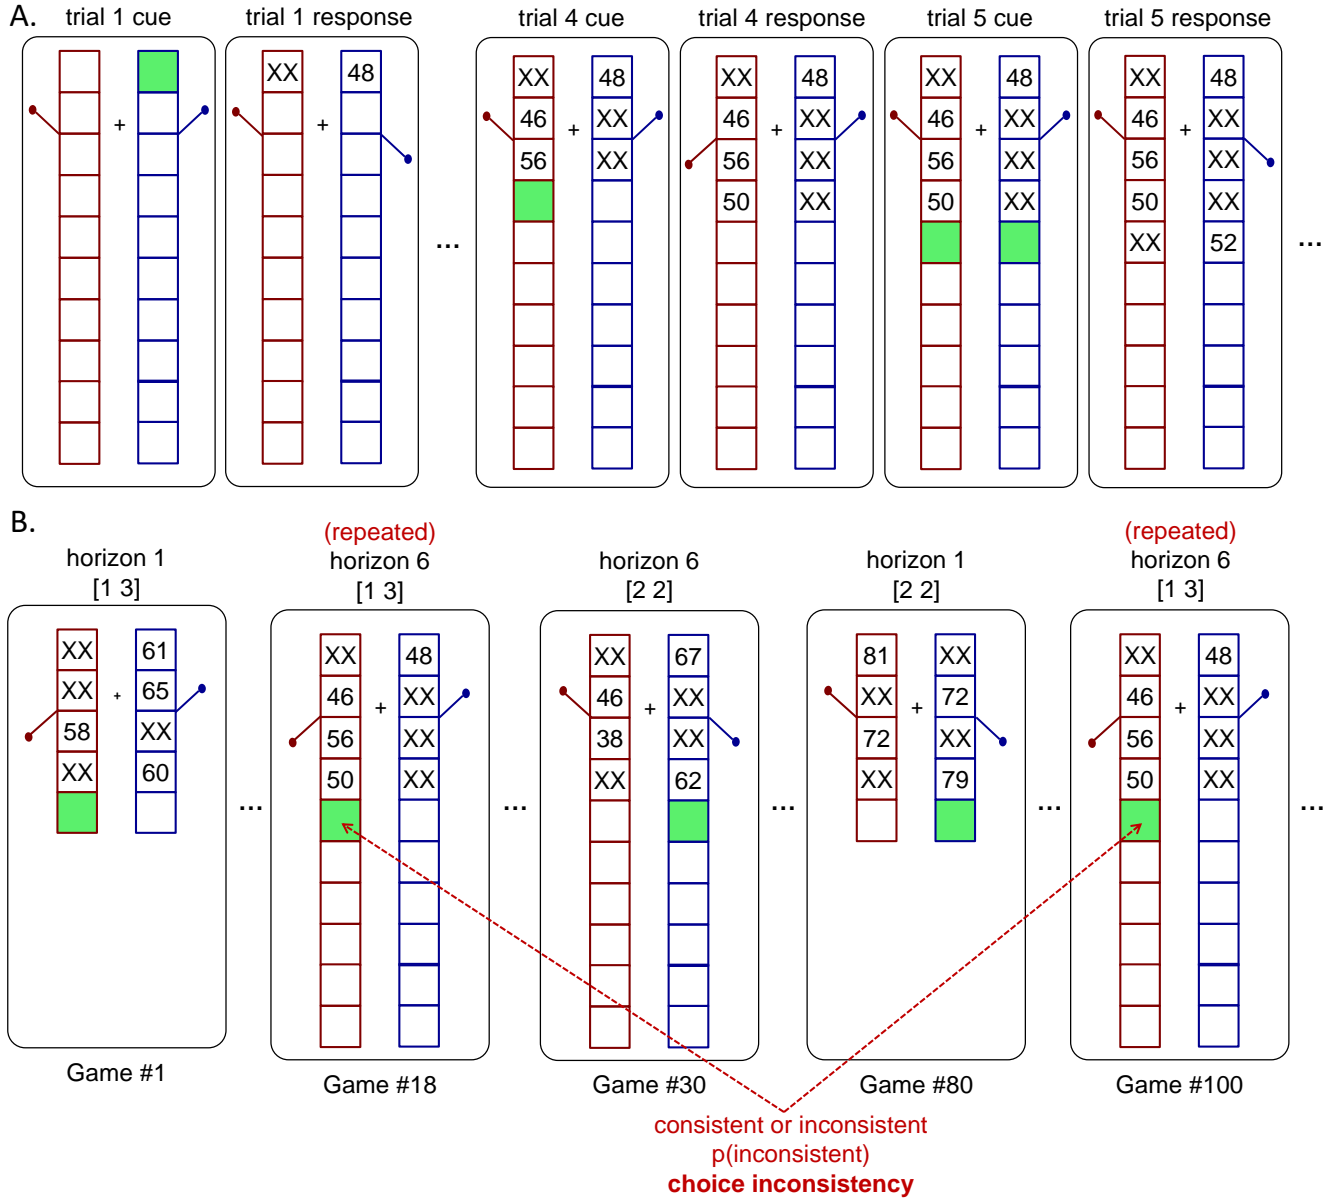 A.
trial 1 cue trial 1 response trial 4 cue trial 4 response trial 5 cue trial 5 response
XX 48 XX 48 XX 48 XX 48 XX 48
46 XX 46 XX 46 XX 46 XX
+ + + + + +
56 XX 56 XX 56 XX 56 XX
50 XX 50 XX 50 XX
... XX 52 ...
B.
(repeated) (repeated)
horizon 1 horizon 6 horizon 6 horizon 1 horizon 6
[1 3] [1 3] [2 2] [2 2] [1 3]
XX 61 XX 48 XX 67 81 XX XX 48
XX + 65 46 XX 46 XX XX 72 46 XX
+ + + +
58 XX 56 XX 38 XX 72 XX 56 XX
XX 60 50 XX XX 62 XX 79 50 XX
... ... ... ... ...
Game #1 Game #18 Game #30 Game #80 Game #100
consistent or inconsistent
p(inconsistent)
choice inconsistency